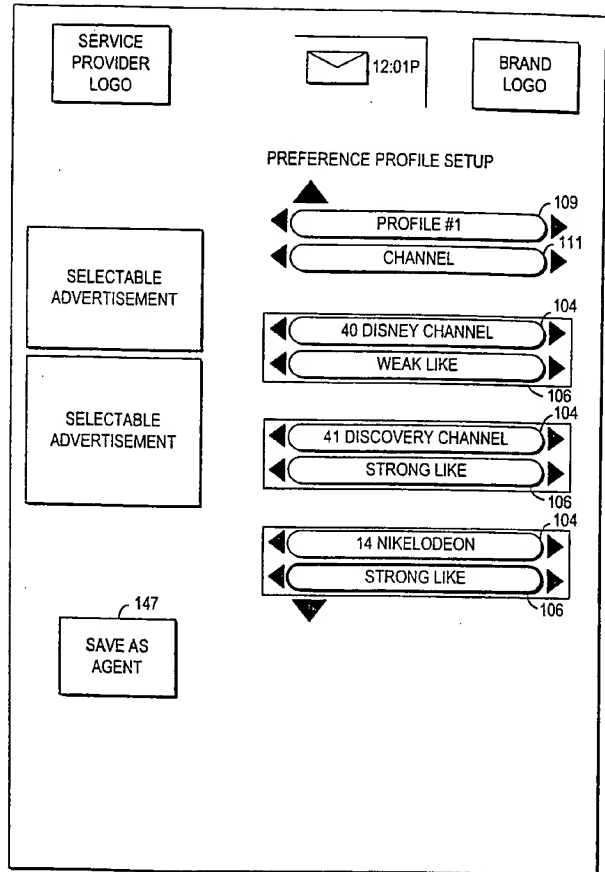 SERVICE
PROVIDER
LOGO
12:01P
BRAND
LOGO
PREFERENCE PROFILE SETUP
109
PROFILE #1
111
CHANNEL
SELECTABLE
ADVERTISEMENT
104
40 DISNEY CHANNEL
WEAK LIKE
106
SELECTABLE
ADVERTISEMENT
104
41 DISCOVERY CHANNEL
STRONG LIKE
106
104
14 NIKELODEON
STRONG LIKE
106
147
SAVE AS
AGENT